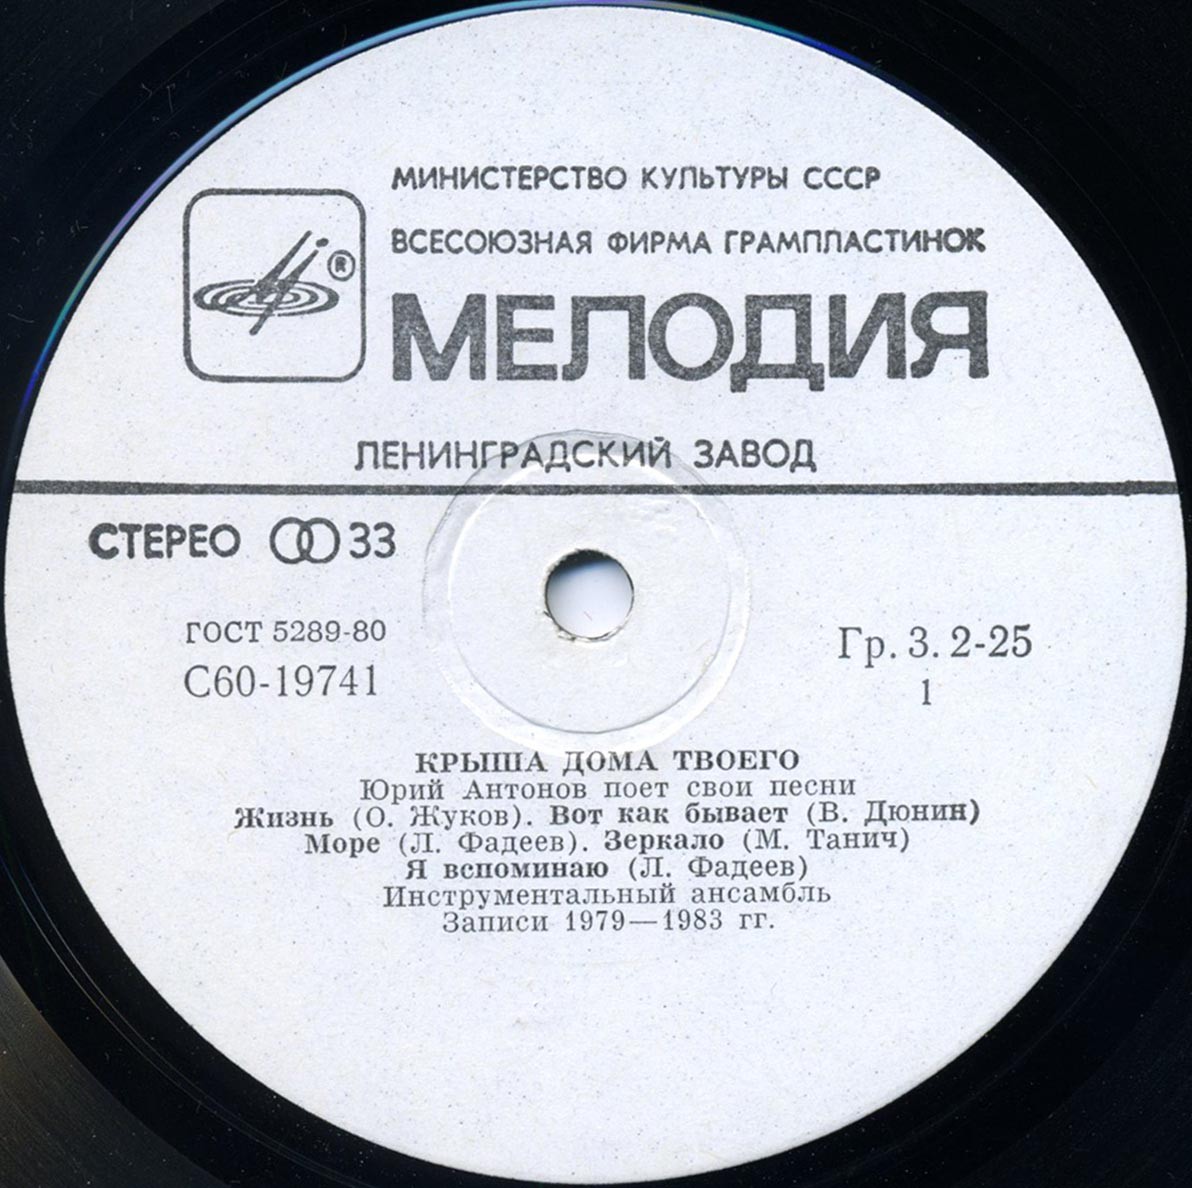 МИНИСТЕРСТВО КУЛЬТУРЫ СССР
ВСЕСОЮЗНАЯ ФИРМА ГРАМПЛАСТИНОК
®
МЕЛОДИЯ
ЛЕНИНГРАДСКИЙ ЗАВОД
СТЕРЕО 33
ГОСТ 5289-80
С60-19741
Гр. 3. 2-25
1
КРЫША ДОМА ТВОЕГО
Юрий Антонов поет свои песни
Жизнь (О. Жуков). Вот как бывает (В. Дюнин)
Море (Л. Фадеев). Зеркало (М. Танич)
Я вспоминаю (Л. Фадеев)
Инструментальный ансамбль
Записи 1979—1983 гг.